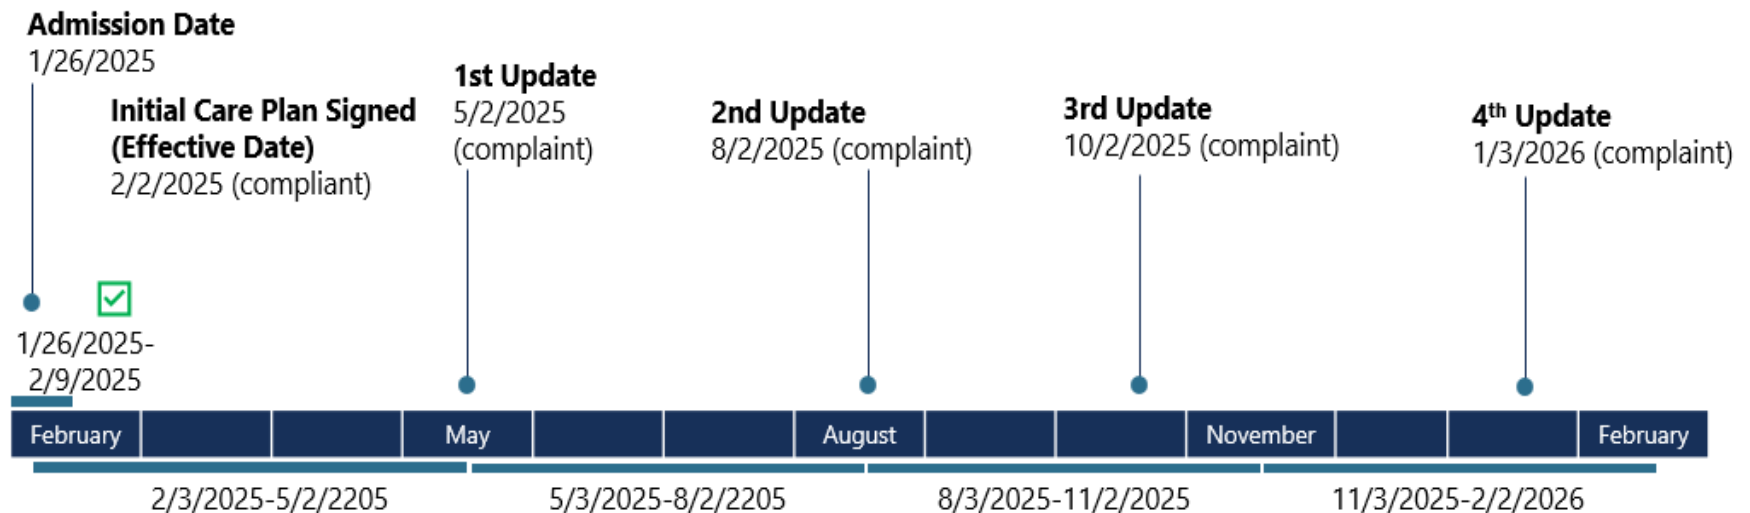 Admission Date
1/26/2025
Initial Care Plan Signed
(Effective Date)
2/2/2025 (compliant)
1st Update
5/2/2025
(complaint)
2nd Update
8/2/2025 (complaint)
3rd Update
10/2/2025 (complaint)
4th Update
1/3/2026 (complaint)
1/26/2025-
2/9/2025
February
May
August
November
February
2/3/2025-5/2/2205
5/3/2025-8/2/2205
8/3/2025-11/2/2025
11/3/2025-2/2/2026